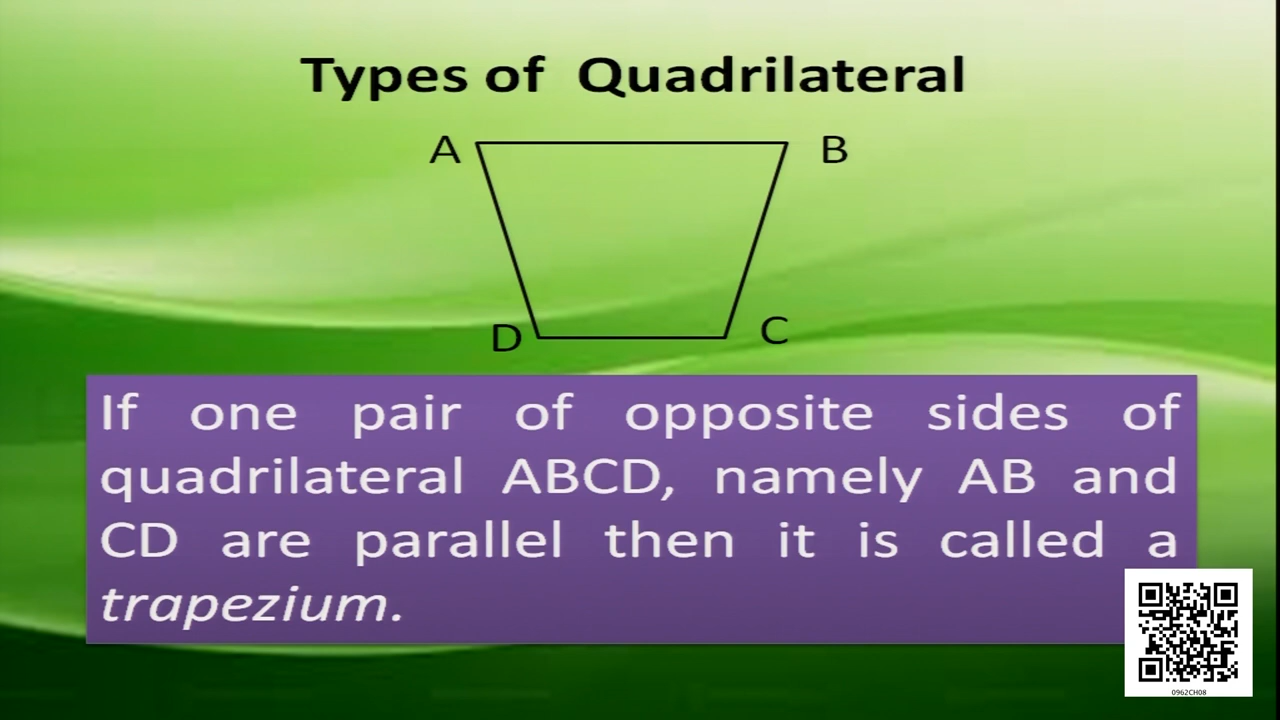 Types of Quadrilateral
A
B
D
C
If one pair of opposite sides of
quadrilateral ABCD, namely AB and
CD are parallel then it is called a
trapezium.
0962CH08